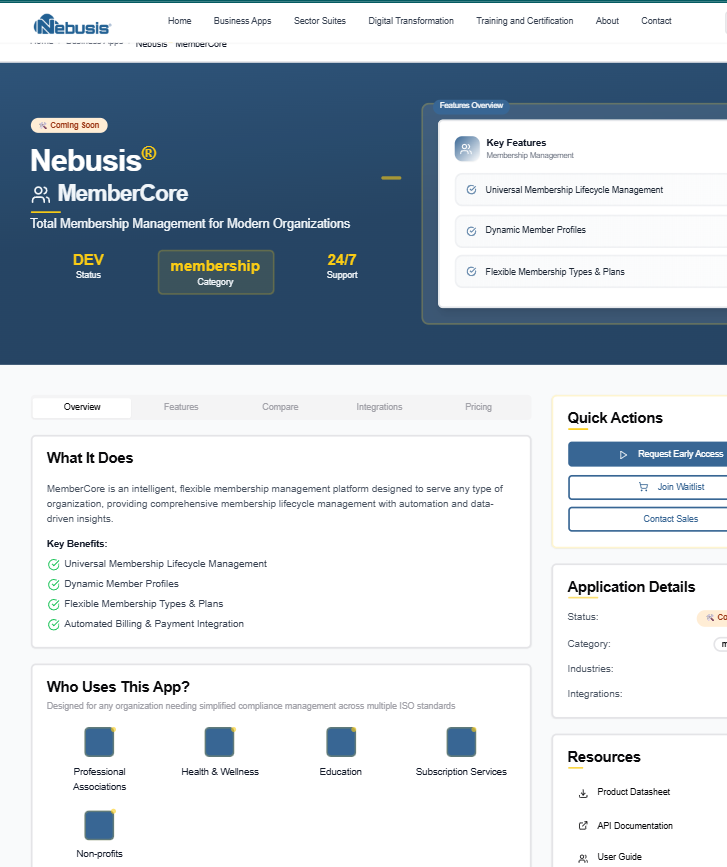 Nebusis
Home
Business Apps
Sector Suites
Digital Transformation
Training and Certification
About
Contact
Home
Business Apps
Nebusis
MemberCore
Coming Soon
Nebusis®
MemberCore
Total Membership Management for Modern Organizations
DEV
Status
membership
Category
24/7
Support
Features Overview
Key Features
Membership Management
Universal Membership Lifecycle Management
Dynamic Member Profiles
Flexible Membership Types & Plans
Overview
Features
Compare
Integrations
Pricing
What It Does
MemberCore is an intelligent, flexible membership management platform designed to serve any type of
organization, providing comprehensive membership lifecycle management with automation and data-
driven insights.
Key Benefits:
Universal Membership Lifecycle Management
Dynamic Member Profiles
Flexible Membership Types & Plans
Automated Billing & Payment Integration
Who Uses This App?
Designed for any organization needing simplified compliance management across multiple ISO standards
Professional
Associations
Health & Wellness
Education
Subscription Services
Non-profits
Quick Actions
Request Early Access
Join Waitlist
Contact Sales
Application Details
Status:
Co
Category:
Industries:
Integrations:
Resources
Product Datasheet
API Documentation
User Guide